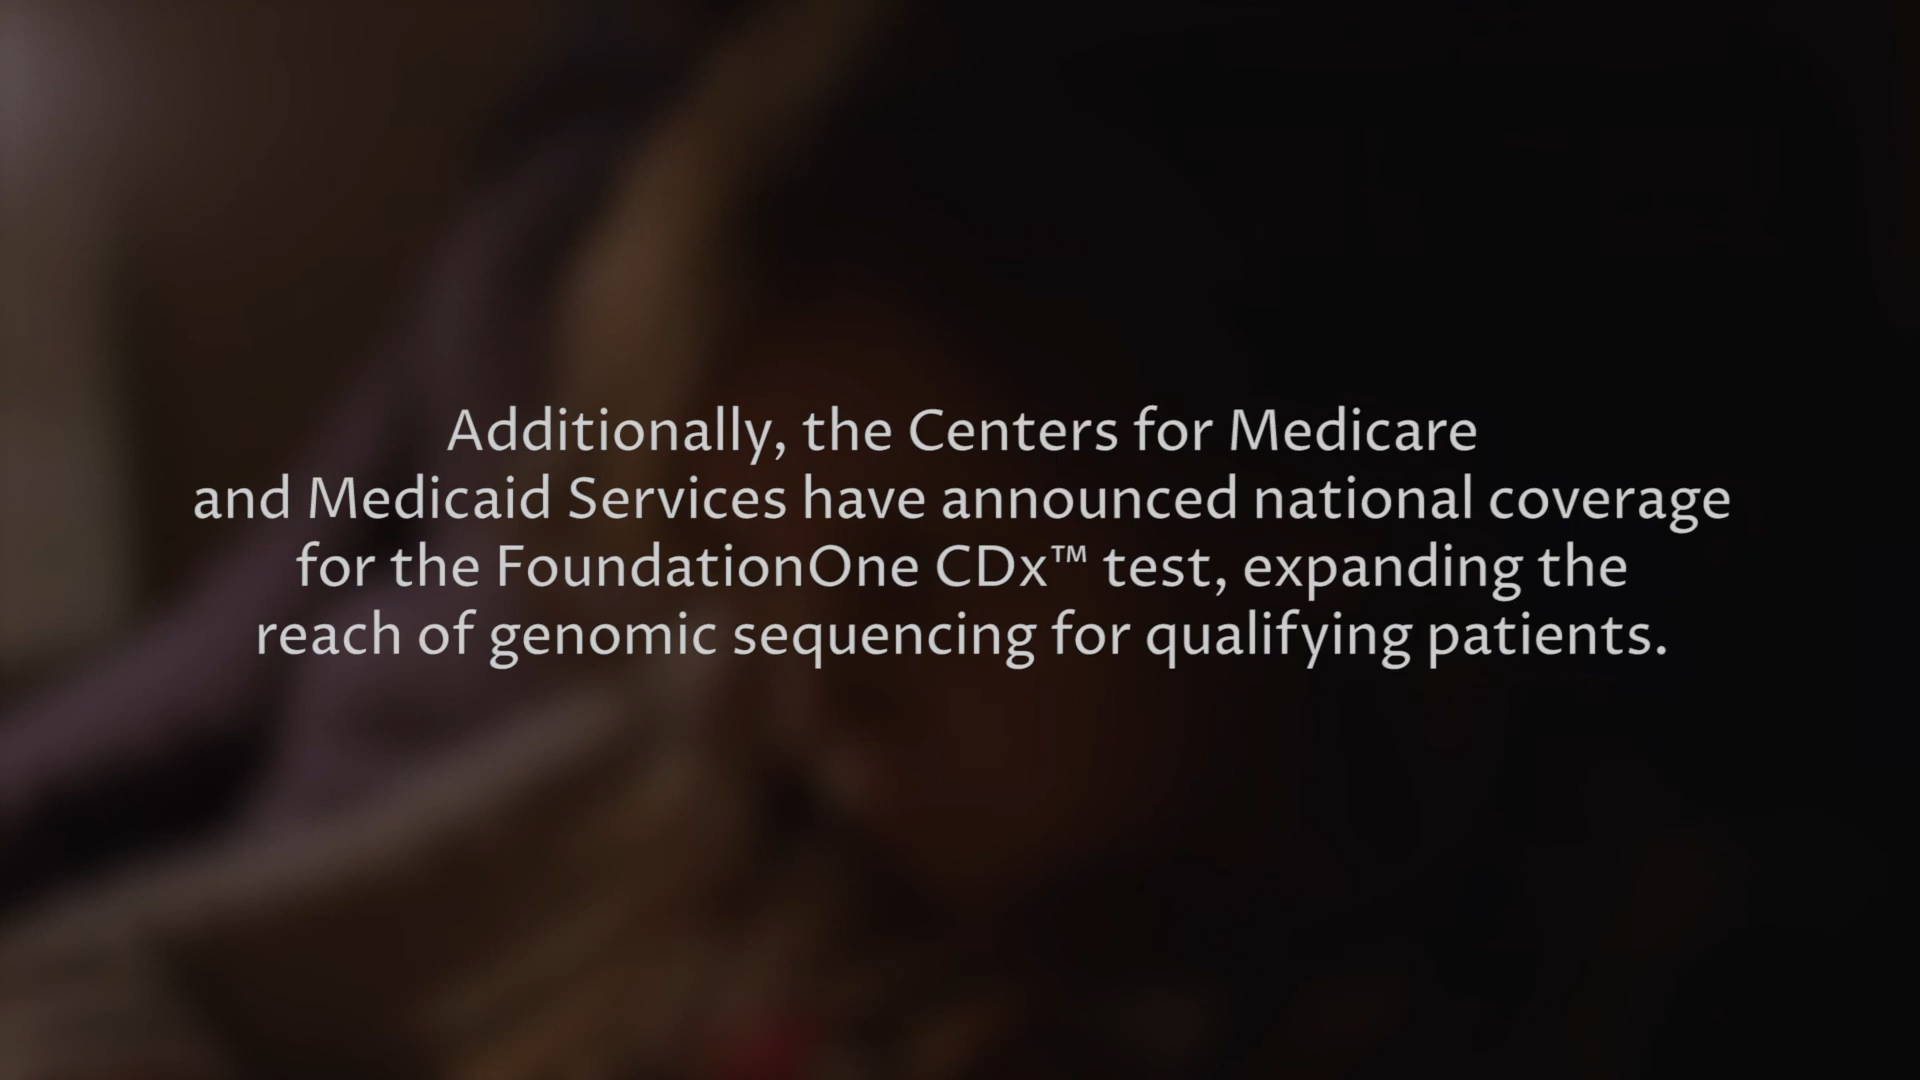 Additionally, the Centers for Medicare
and Medicaid Services have announced national coverage
for the FoundationOne CDx™ test, expanding the
reach of genomic sequencing for qualifying patients.